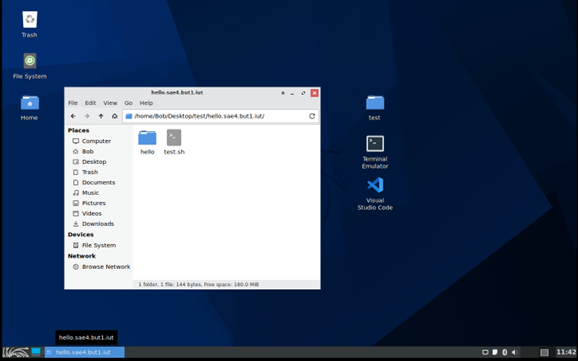 Trash
File System
Home
hello.sae4.but1.iut
File Edit View Go Help
/home/Bob/Desktop/test/hello.sae4.but1.iut/
Places
Computer
Bob
Desktop
Trash
Documents
Music
Pictures
Videos
Downloads
Devices
File System
Network
Browse Network
hello
test.sh
1 folder, 1 file: 144 bytes, Free space: 180.0 MiB
test
Terminal
Emulator
Visual
Studio Code
hello.sae4.but1.iut
hello.sae4.but1.iut
11:42